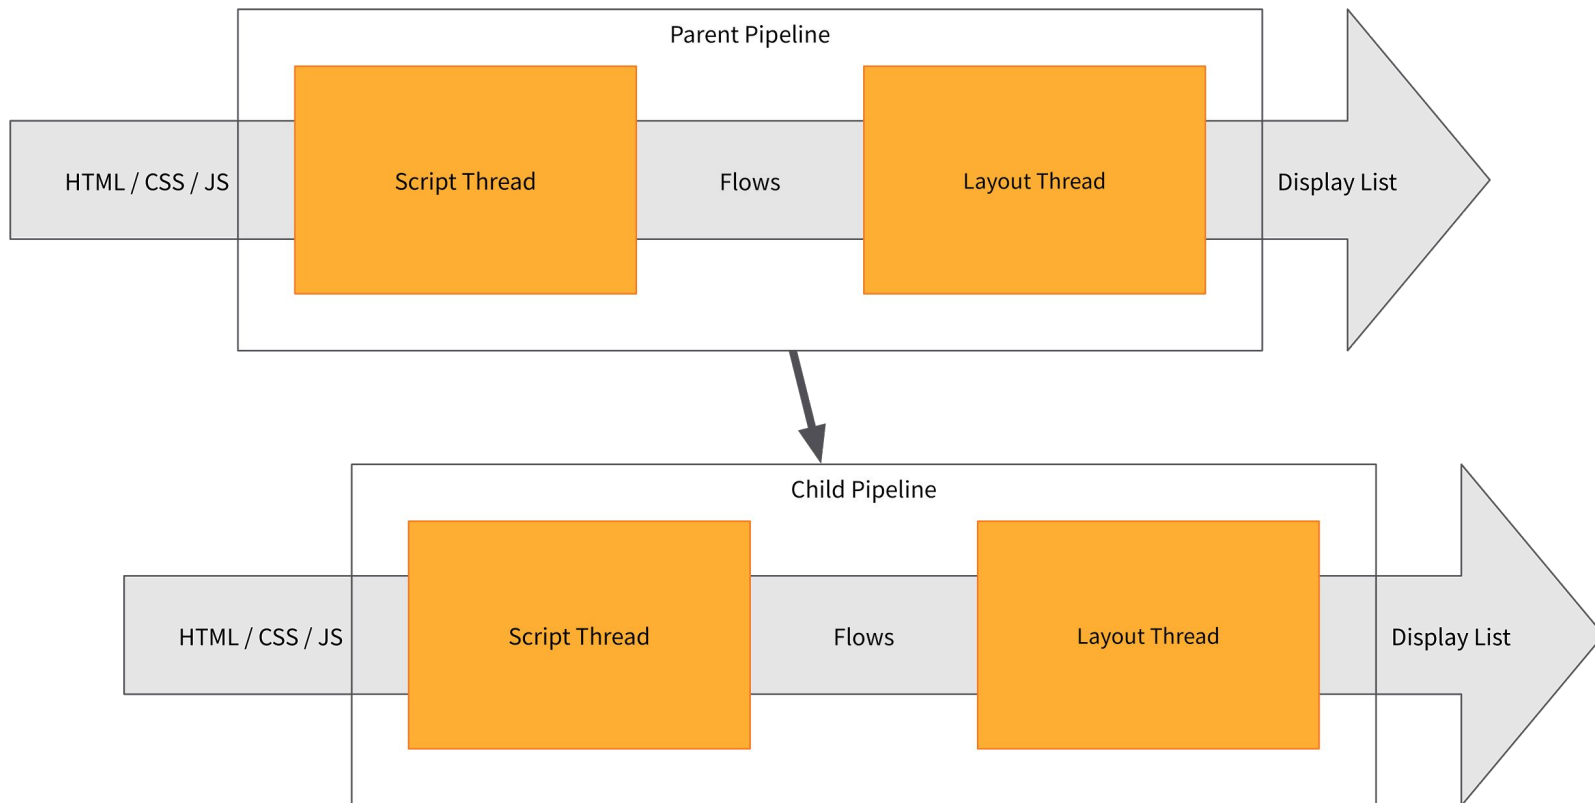 Parent Pipeline
HTML / CSS / JS
Script Thread
Flows
Layout Thread
Display List
Child Pipeline
HTML / CSS / JS
Script Thread
Flows
Layout Thread
Display List